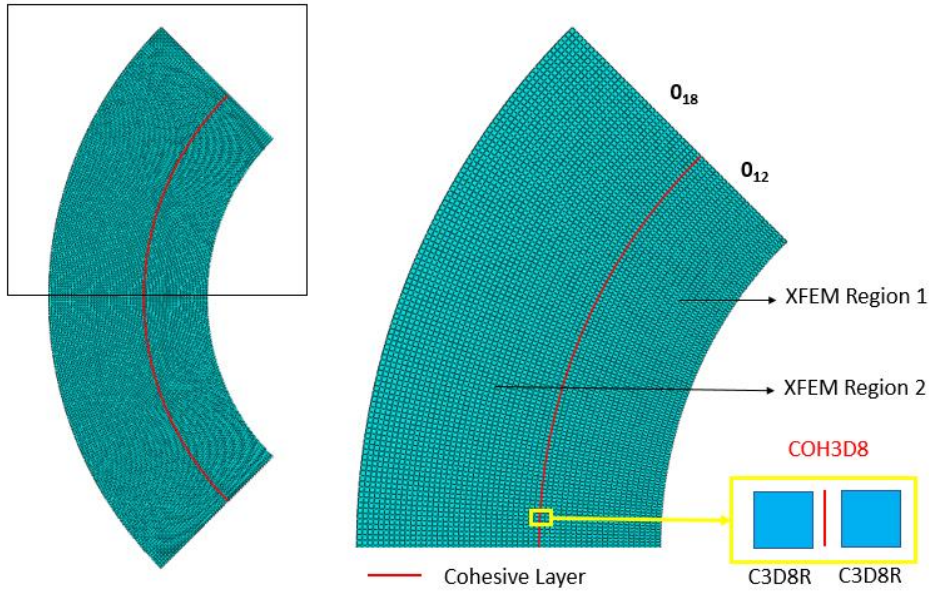 0₁₈
0₁₂
XFEM Region 1
XFEM Region 2
COH3D8
C3D8R C3D8R
Cohesive Layer